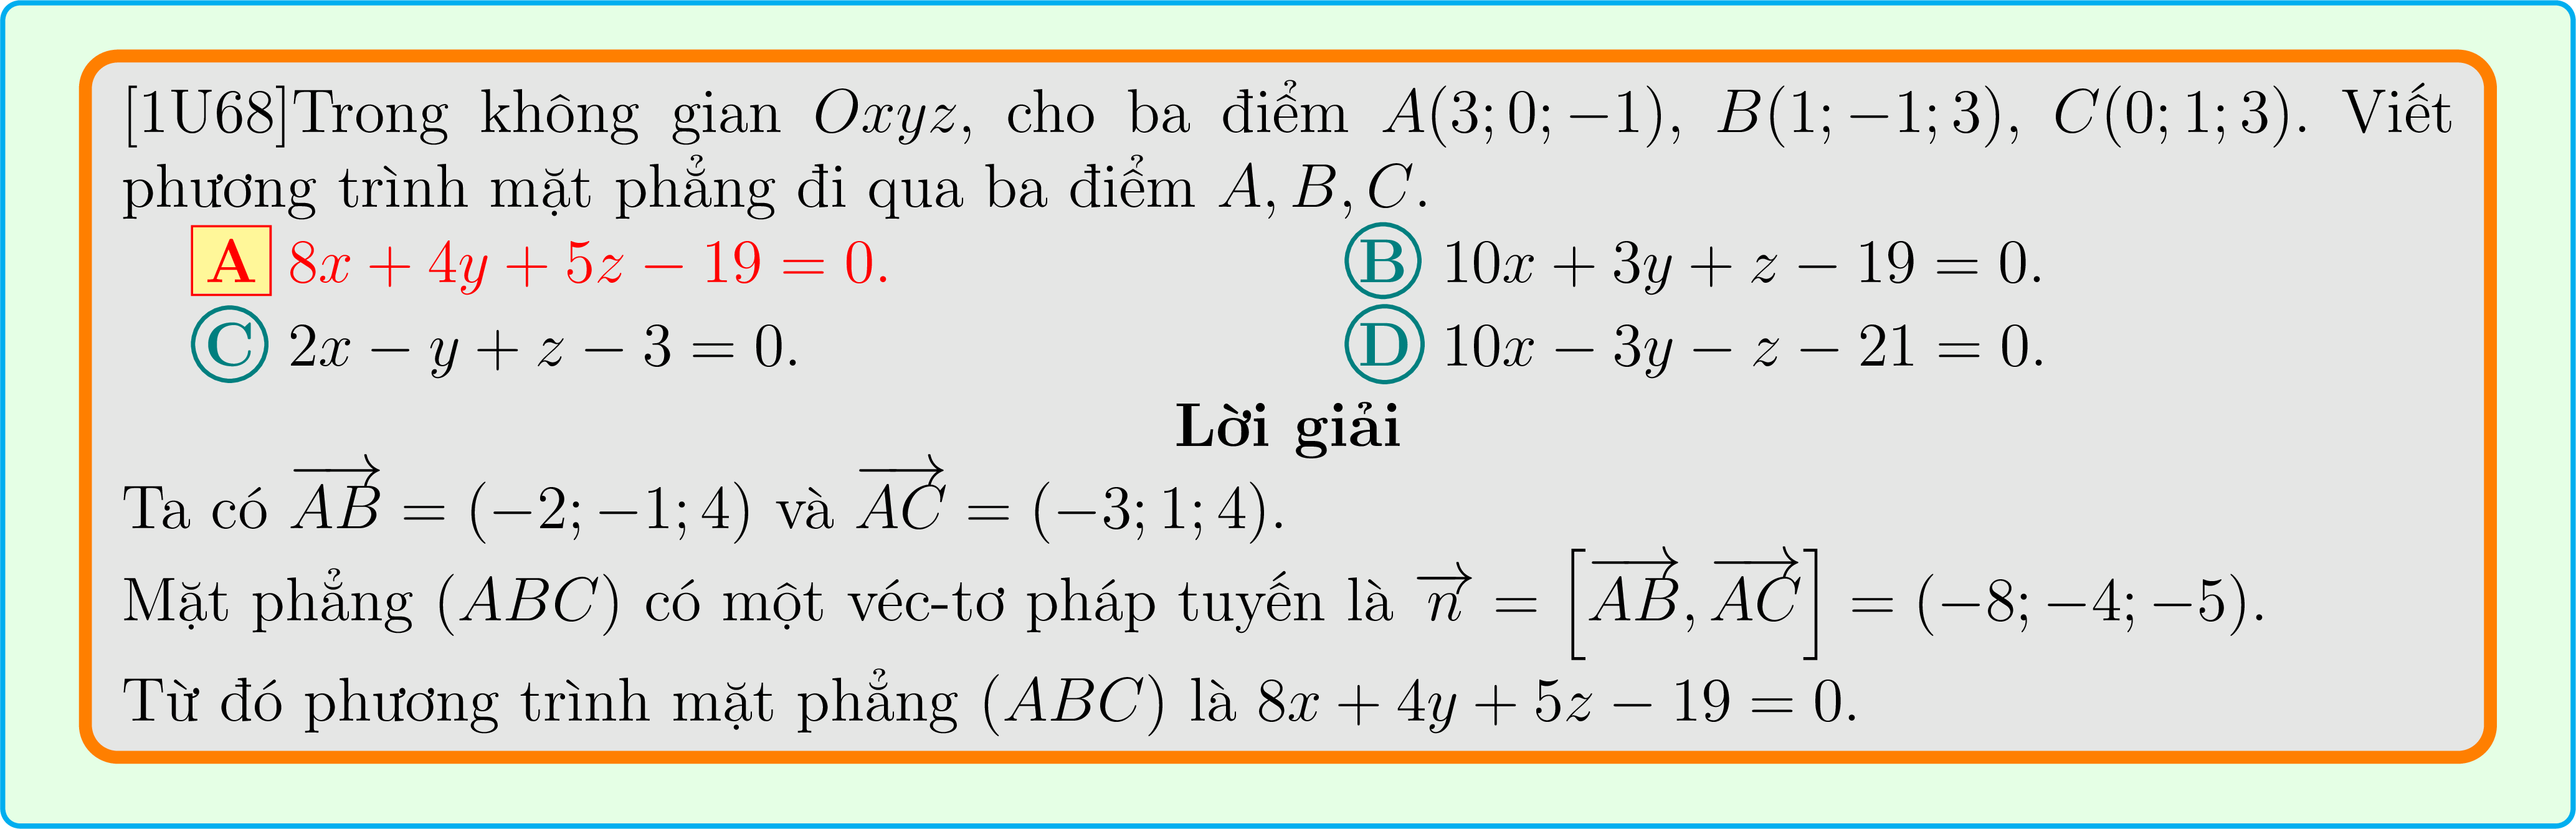 [1U68]Trong không gian Oxyz, cho ba điểm A(3; 0; −1), B(1; −1; 3), C(0; 1; 3). Viết
phương trình mặt phẳng đi qua ba điểm A, B, C.
A 8x + 4y + 5z − 19 = 0. B 10x + 3y + z − 19 = 0.
C 2x − y + z − 3 = 0. D 10x − 3y − z − 21 = 0.
Lời giải
Ta có $\overrightarrow{AB}$ = (−2; −1; 4) và $\overrightarrow{AC}$ = (−3; 1; 4).
Mặt phẳng (ABC) có một véc-tơ pháp tuyến là $\overrightarrow{n}$ = [$\overrightarrow{AB}$, $\overrightarrow{AC}$] = (−8; −4; −5).
Từ đó phương trình mặt phẳng (ABC) là 8x + 4y + 5z − 19 = 0.